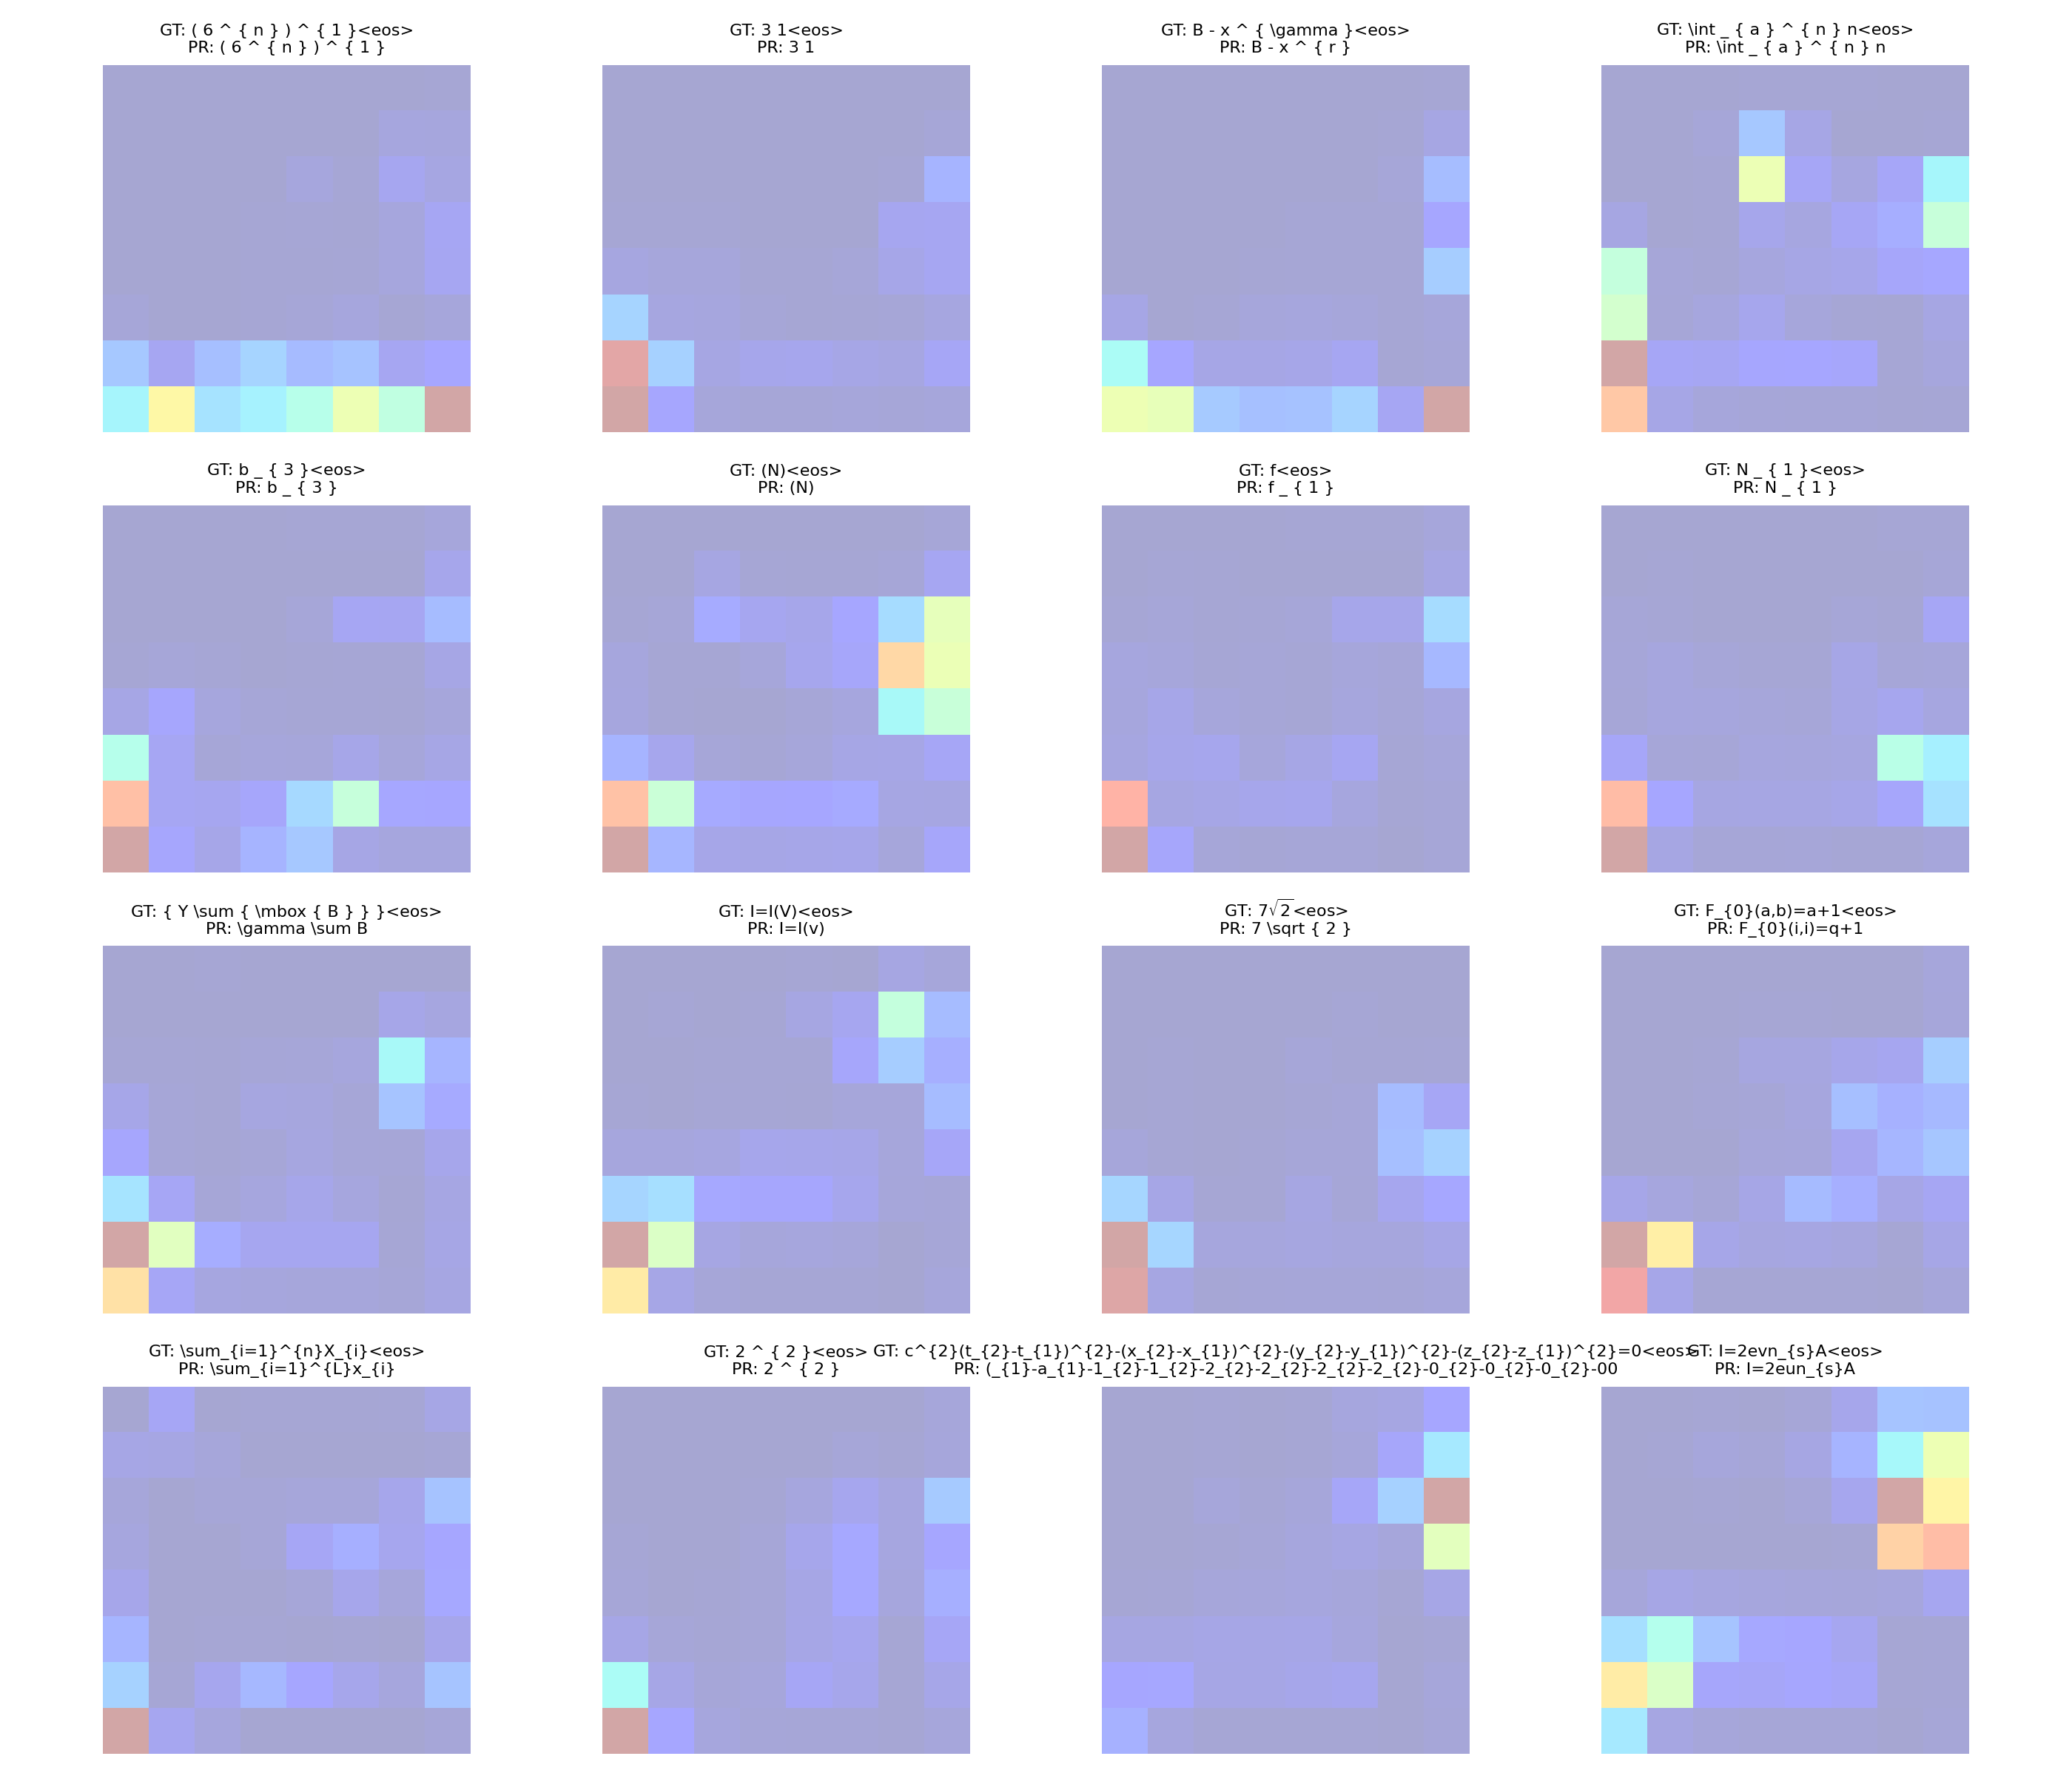 GT: ( 6 ^ { n } ) ^ { 1 }<eos>
PR: ( 6 ^ { n } ) ^ { 1 }
GT: 3 1<eos>
PR: 3 1
GT: B - x ^ { \gamma }<eos>
PR: B - x ^ { r }
GT: \int _ { a } ^ { n } n<eos>
PR: \int _ { a } ^ { n } n
GT: b _ { 3 }<eos>
PR: b _ { 3 }
GT: (N)<eos>
PR: (N)
GT: f<eos>
PR: f _ { 1 }
GT: N _ { 1 }<eos>
PR: N _ { 1 }
GT: { Y \sum { \mbox { B } } }<eos>
PR: \gamma \sum B
GT: I=I(V)<eos>
PR: I=I(v)
GT: 7√2<eos>
PR: 7 \sqrt { 2 }
GT: F_{0}(a,b)=a+1<eos>
PR: F_{0}(i,i)=q+1
GT: \sum_{i=1}^{n}X_{i}<eos>
PR: \sum_{i=1}^{L}x_{i}
GT: 2 ^ { 2 }<eos>
PR: 2 ^ { 2 }
GT: c^{2}(t_{2}-t_{1})^{2}-(x_{2}-x_{1})^{2}-(y_{2}-y_{1})^{2}-(z_{2}-z_{1})^{2}=0<eos>
PR: (_{1}-a_{1}-1_{2}-1_{2}-2_{2}-2_{2}-2_{2}-2_{2}-0_{2}-0_{2}-0_{2}-00
GT: I=2evn_{s}A<eos>
PR: I=2eun_{s}A